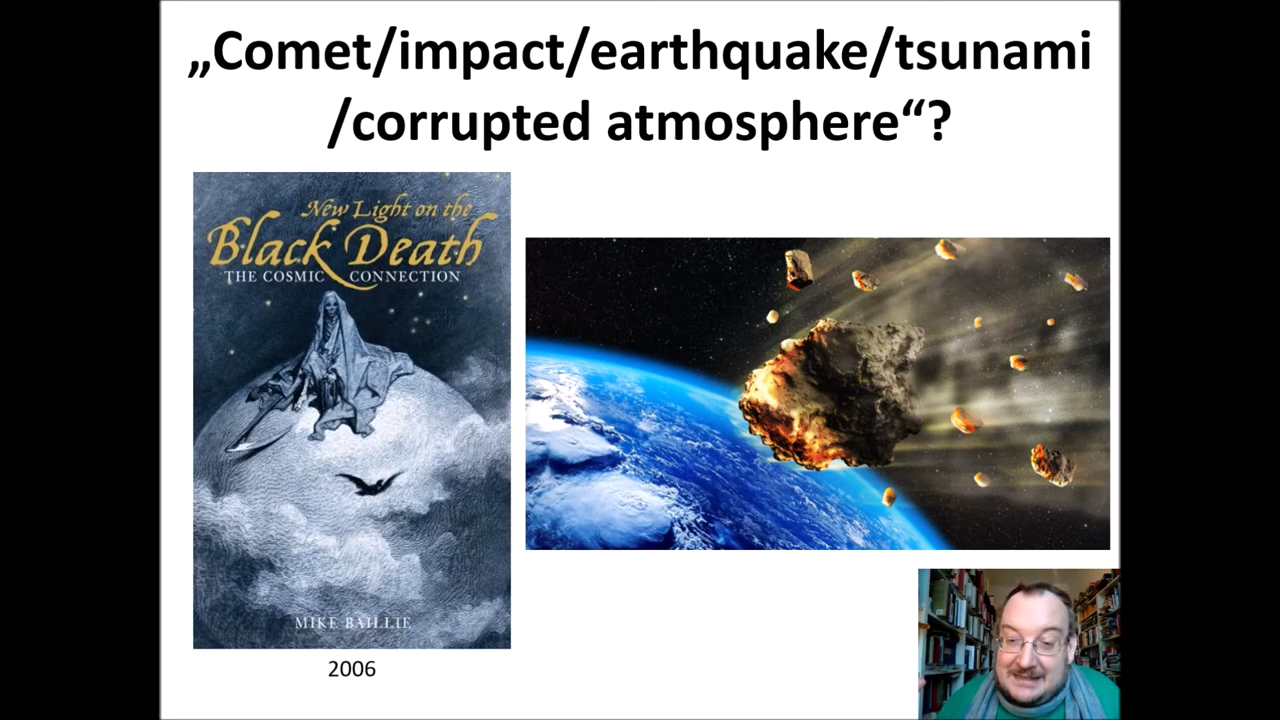 „Comet/impact/earthquake/tsunami
/corrupted atmosphere“?
New Light on the
Black Death
THE COSMIC CONNECTION
MIKE BAILLIE
2006